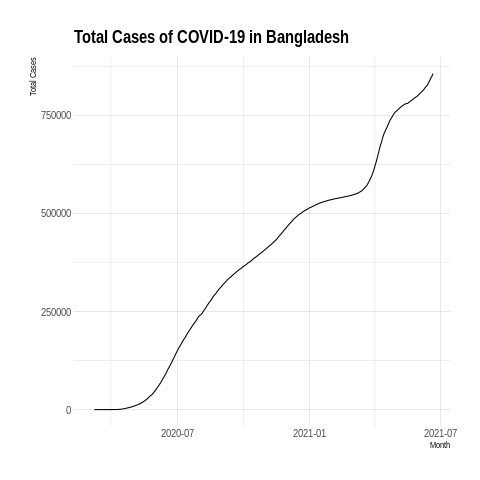 Total Cases of COVID-19 in Bangladesh
Total Cases
750000
500000
250000
0
2020-07
2021-01
2021-07
Month